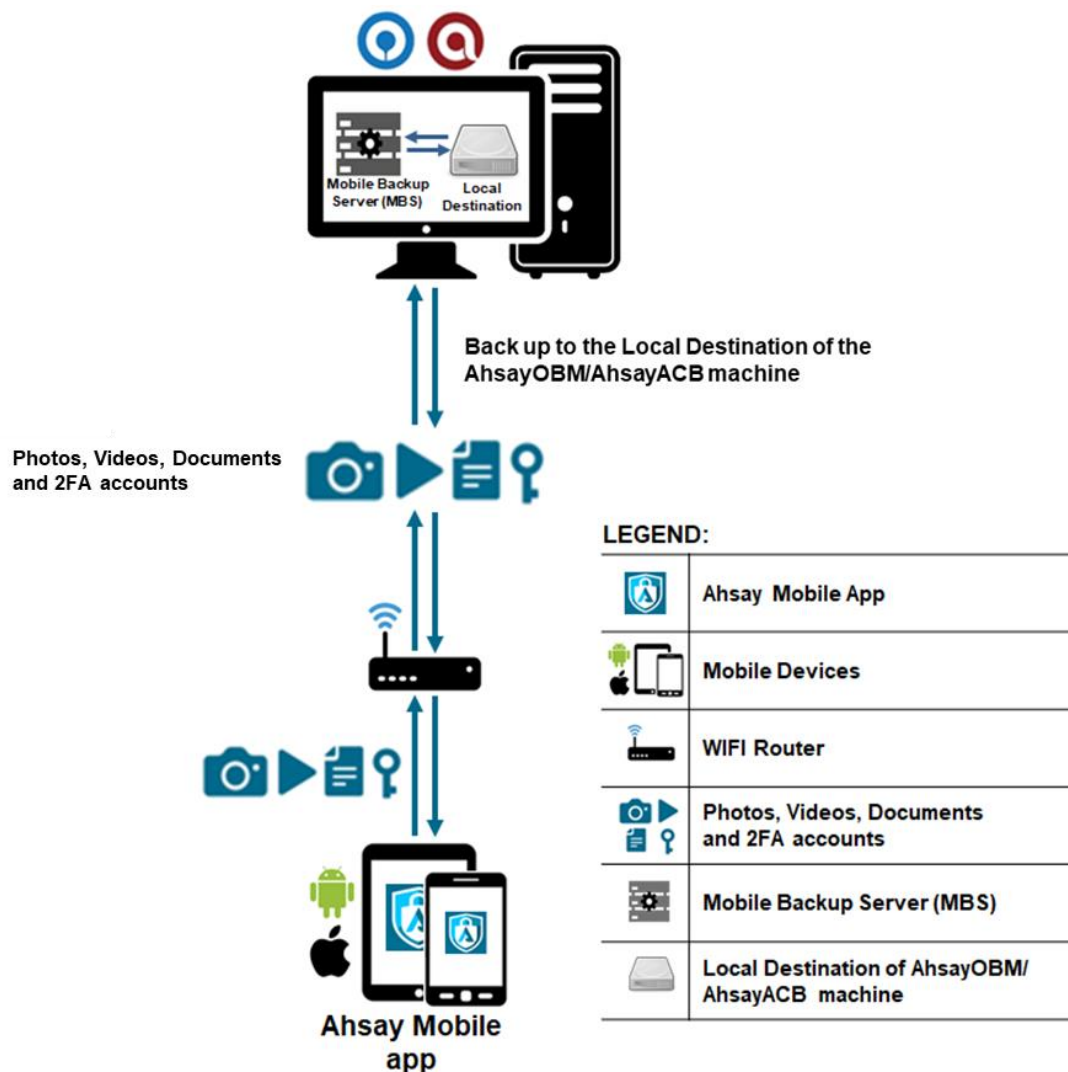 Mobile Backup
Server (MBS)
Local
Destination
Back up to the Local Destination of the
AhsayOBM/AhsayACB machine
Photos, Videos, Documents
and 2FA accounts
LEGEND:
Ahsay Mobile App
Mobile Devices
WIFI Router
Photos, Videos, Documents
and 2FA accounts
Mobile Backup Server (MBS)
Local Destination of AhsayOBM/
AhsayACB machine
Ahsay Mobile
app